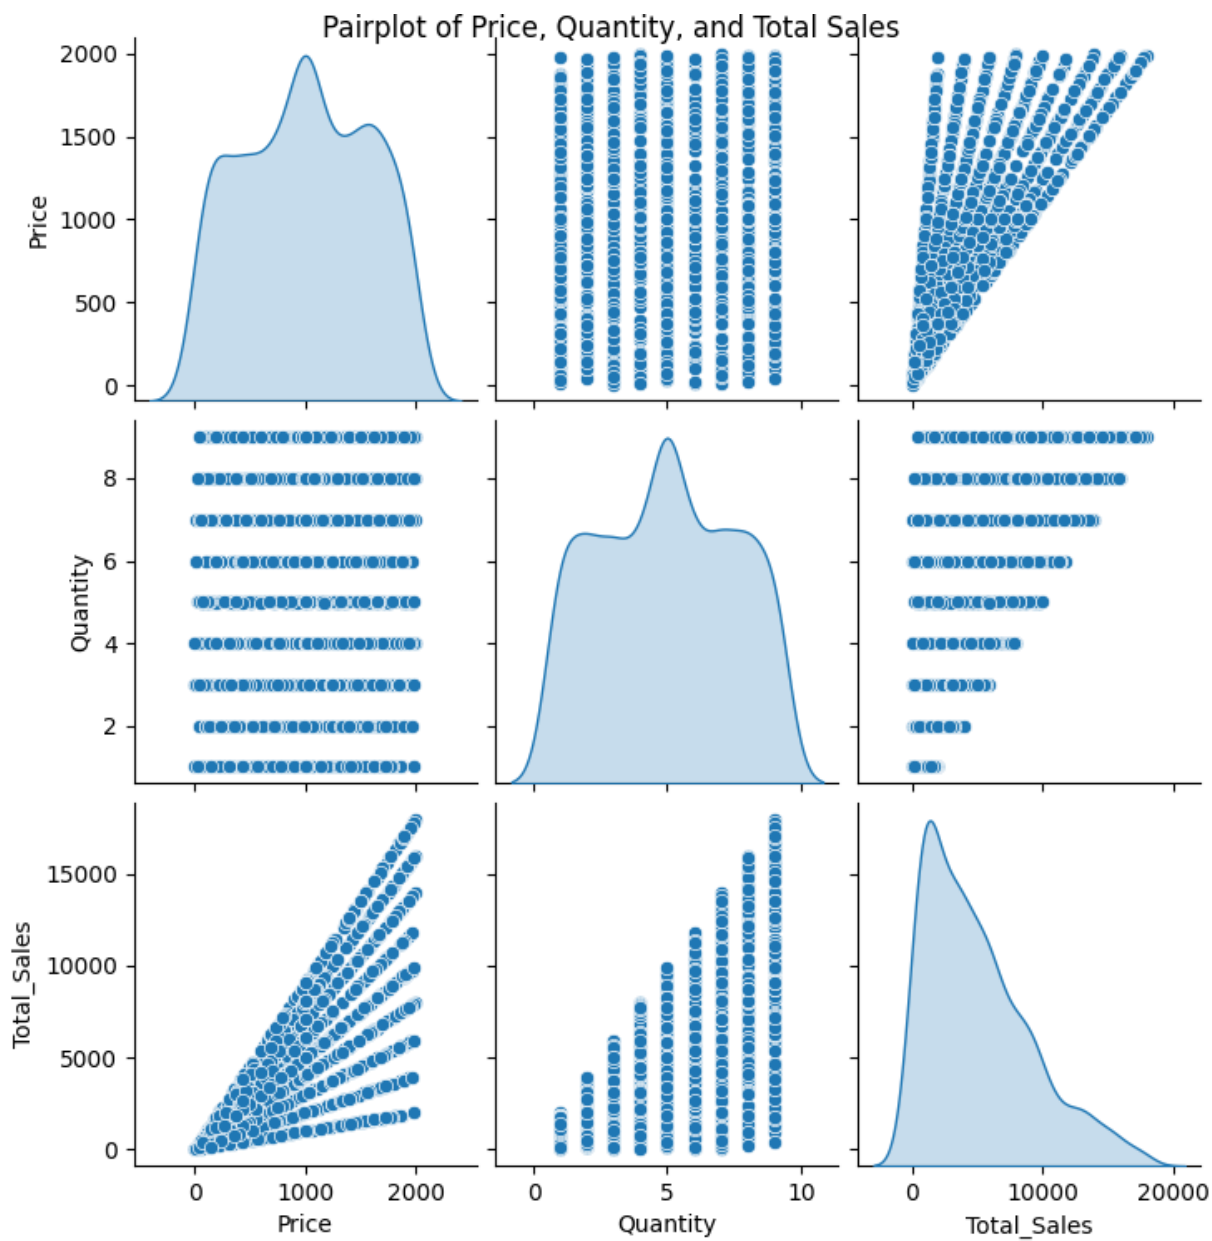 Pairplot of Price, Quantity, and Total Sales
2000
1500
1000
500
0
Price
8
6
4
2
Quantity
15000
10000
5000
0
Total_Sales
0 1000 2000
0 5 10
0 10000 20000
Price
Quantity
Total_Sales